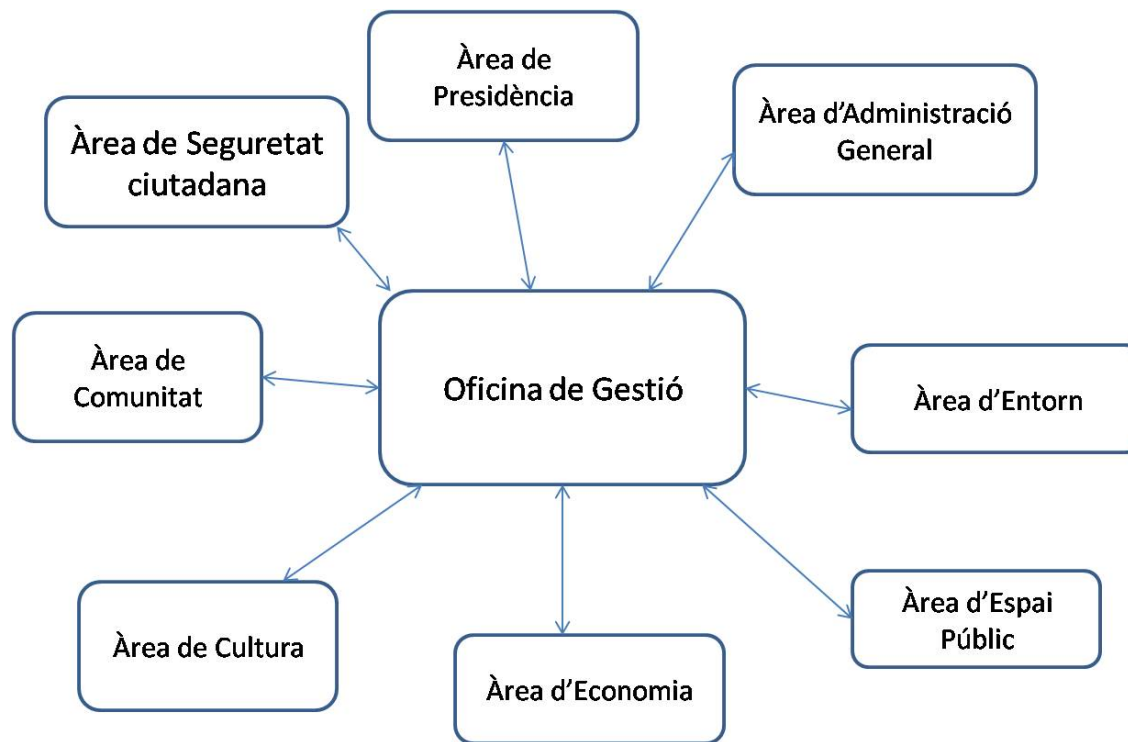 Àrea de
Presidència
Àrea d'Administració
General
Àrea de Seguretat
ciutadana
Àrea de
Comunitat
Oficina de Gestió
Àrea d'Entorn
Àrea d'Espai
Públic
Àrea de Cultura
Àrea d'Economia